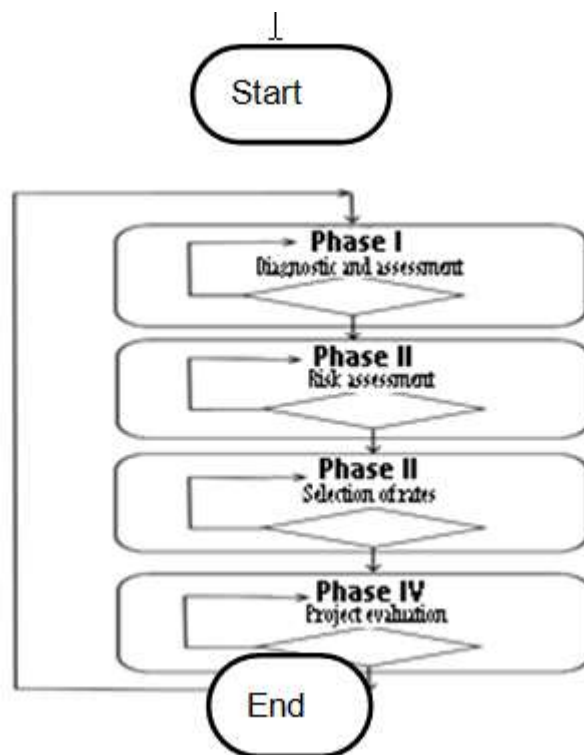 Start
Phase I
Diagnostic and assessment
Phase II
Risk assessment
Phase II
Selection of rates
Phase IV
Project evaluation
End